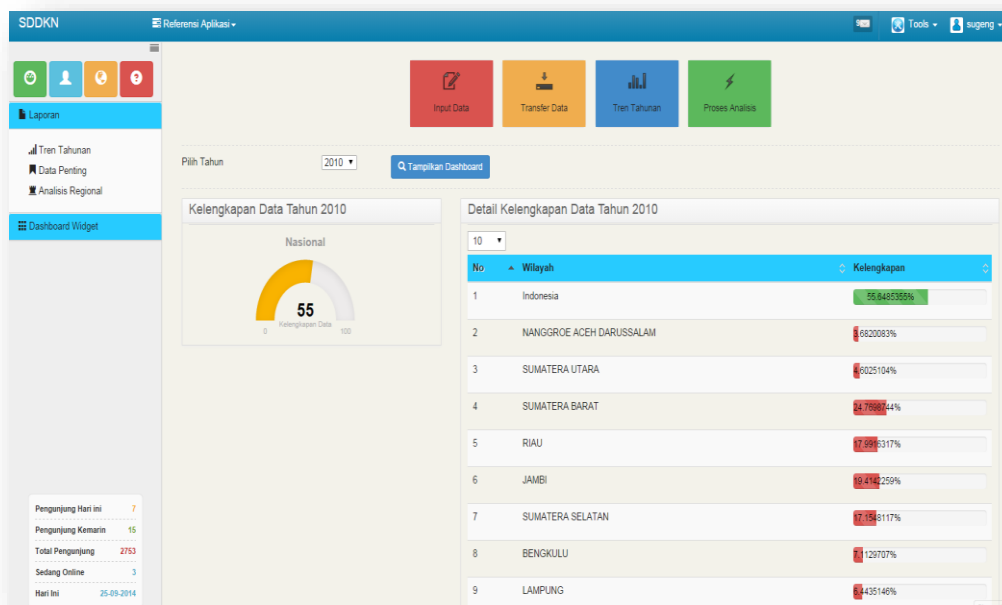 SDDKN
Referensi Aplikasi
Tools
sugeng
Laporan
Tren Tahunan
Data Penting
Analisis Regional
Dashboard Widget
Input Data
Transfer Data
Tren Tahunan
Proses Analisis
Pilih Tahun 2010 Tampilkan Dashboard
Kelengkapan Data Tahun 2010
Nasional
55
Kelengkapan Data
0 100
Detail Kelengkapan Data Tahun 2010
10
No Wilayah Kelengkapan
1 Indonesia 55.6485355%
2 NANGGROE ACEH DARUSSALAM 3.6820083%
3 SUMATERA UTARA 4.6025104%
4 SUMATERA BARAT 24.7698744%
5 RIAU 17.9916317%
6 JAMBI 19.4142259%
7 SUMATERA SELATAN 17.1548117%
8 BENGKULU 7.1129707%
9 LAMPUNG 6.4435146%
Pengunjung Hari ini 7
Pengunjung Kemarin 15
Total Pengunjung 2753
Sedang Online 3
Hari Ini 25-09-2014